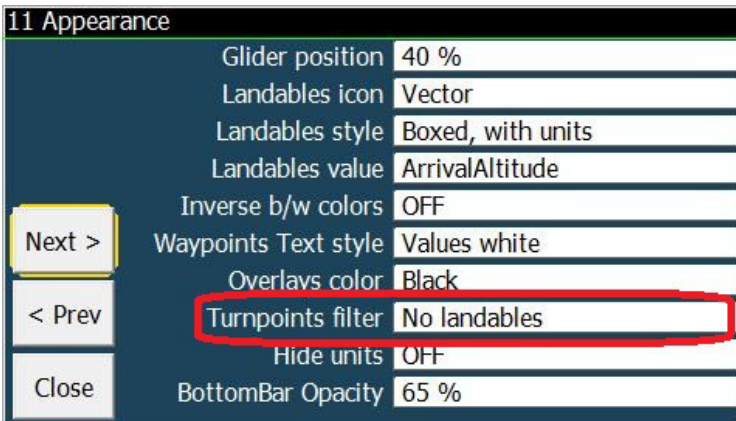 11 Appearance
Glider position 40 %
Landables icon Vector
Landables style Boxed, with units
Landables value ArrivalAltitude
Inverse b/w colors OFF
Next > Waypoints Text style Values white
Overlays color Black
< Prev Turnpoints filter No landables
Hide units OFF
Close BottomBar Opacity 65 %